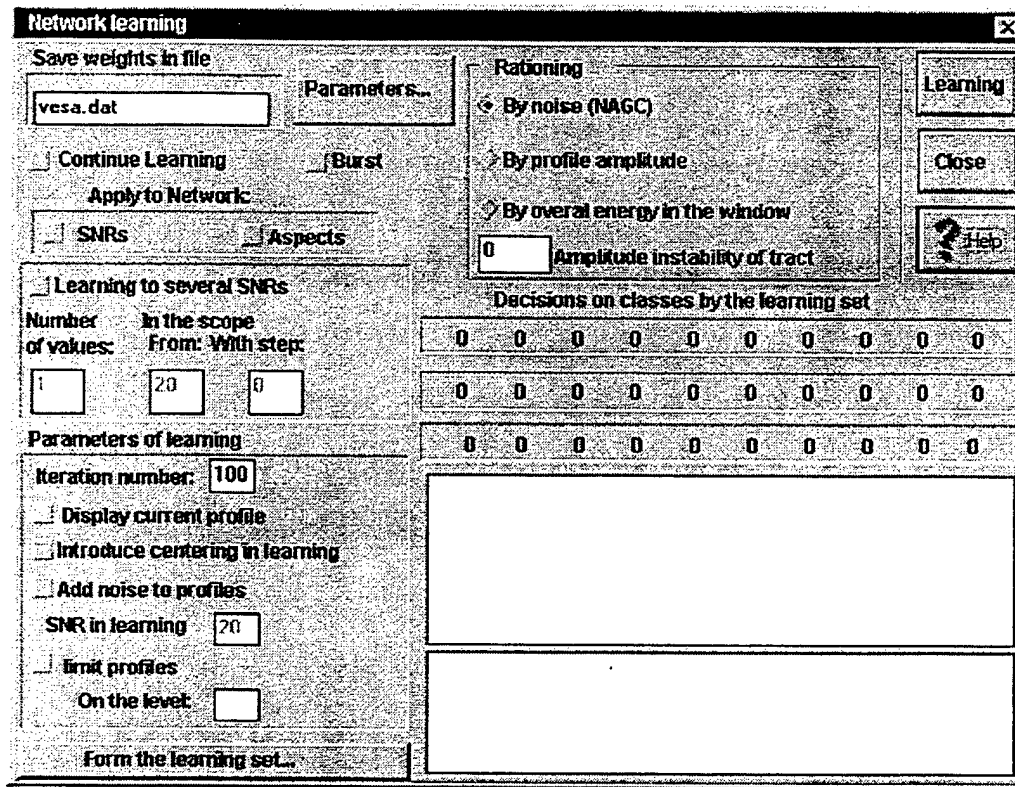 Network learning
Save weights in file
vesa.dat
Parameters...
Continue Learning
Burst
Apply to Network:
SNRs
Aspects
Rationing
By noise (NAGC)
By profile amplitude
By overal energy in the window
0
Amplitude instability of tract
Learning
Close
? Help
Learning to several SNRs
Number of values:
In the scope
From: With step:
1
20
0
Decisions on classes by the learning set
0 0 0 0 0 0 0 0 0 0
0 0 0 0 0 0 0 0 0 0
0 0 0 0 0 0 0 0 0 0
Parameters of learning
Iteration number: 100
Display current profile
Introduce centering in learning
Add noise to profiles
SNR in learning 20
limit profiles
On the level:
Form the learning set...